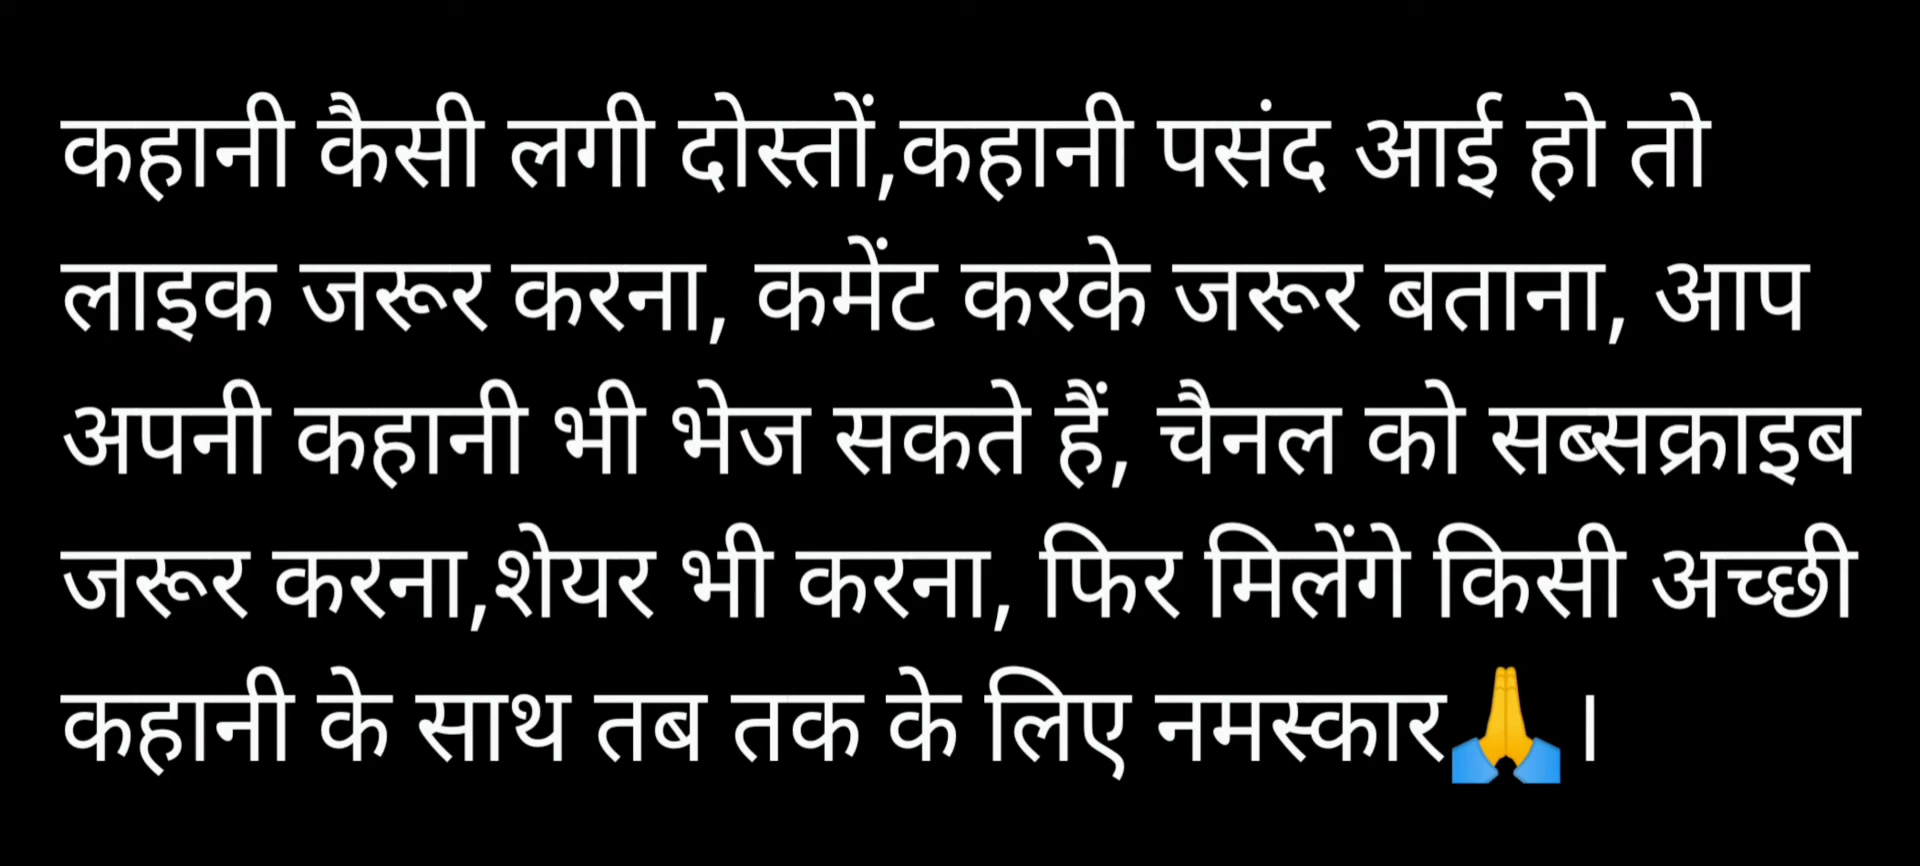 कहानी कैसी लगी दोस्तों,कहानी पसंद आई हो तो
लाइक जरूर करना, कमेंट करके जरूर बताना, आप
अपनी कहानी भी भेज सकते हैं, चैनल को सब्सक्राइब
जरूर करना,शेयर भी करना, फिर मिलेंगे किसी अच्छी
कहानी के साथ तब तक के लिए नमस्कार🙏।